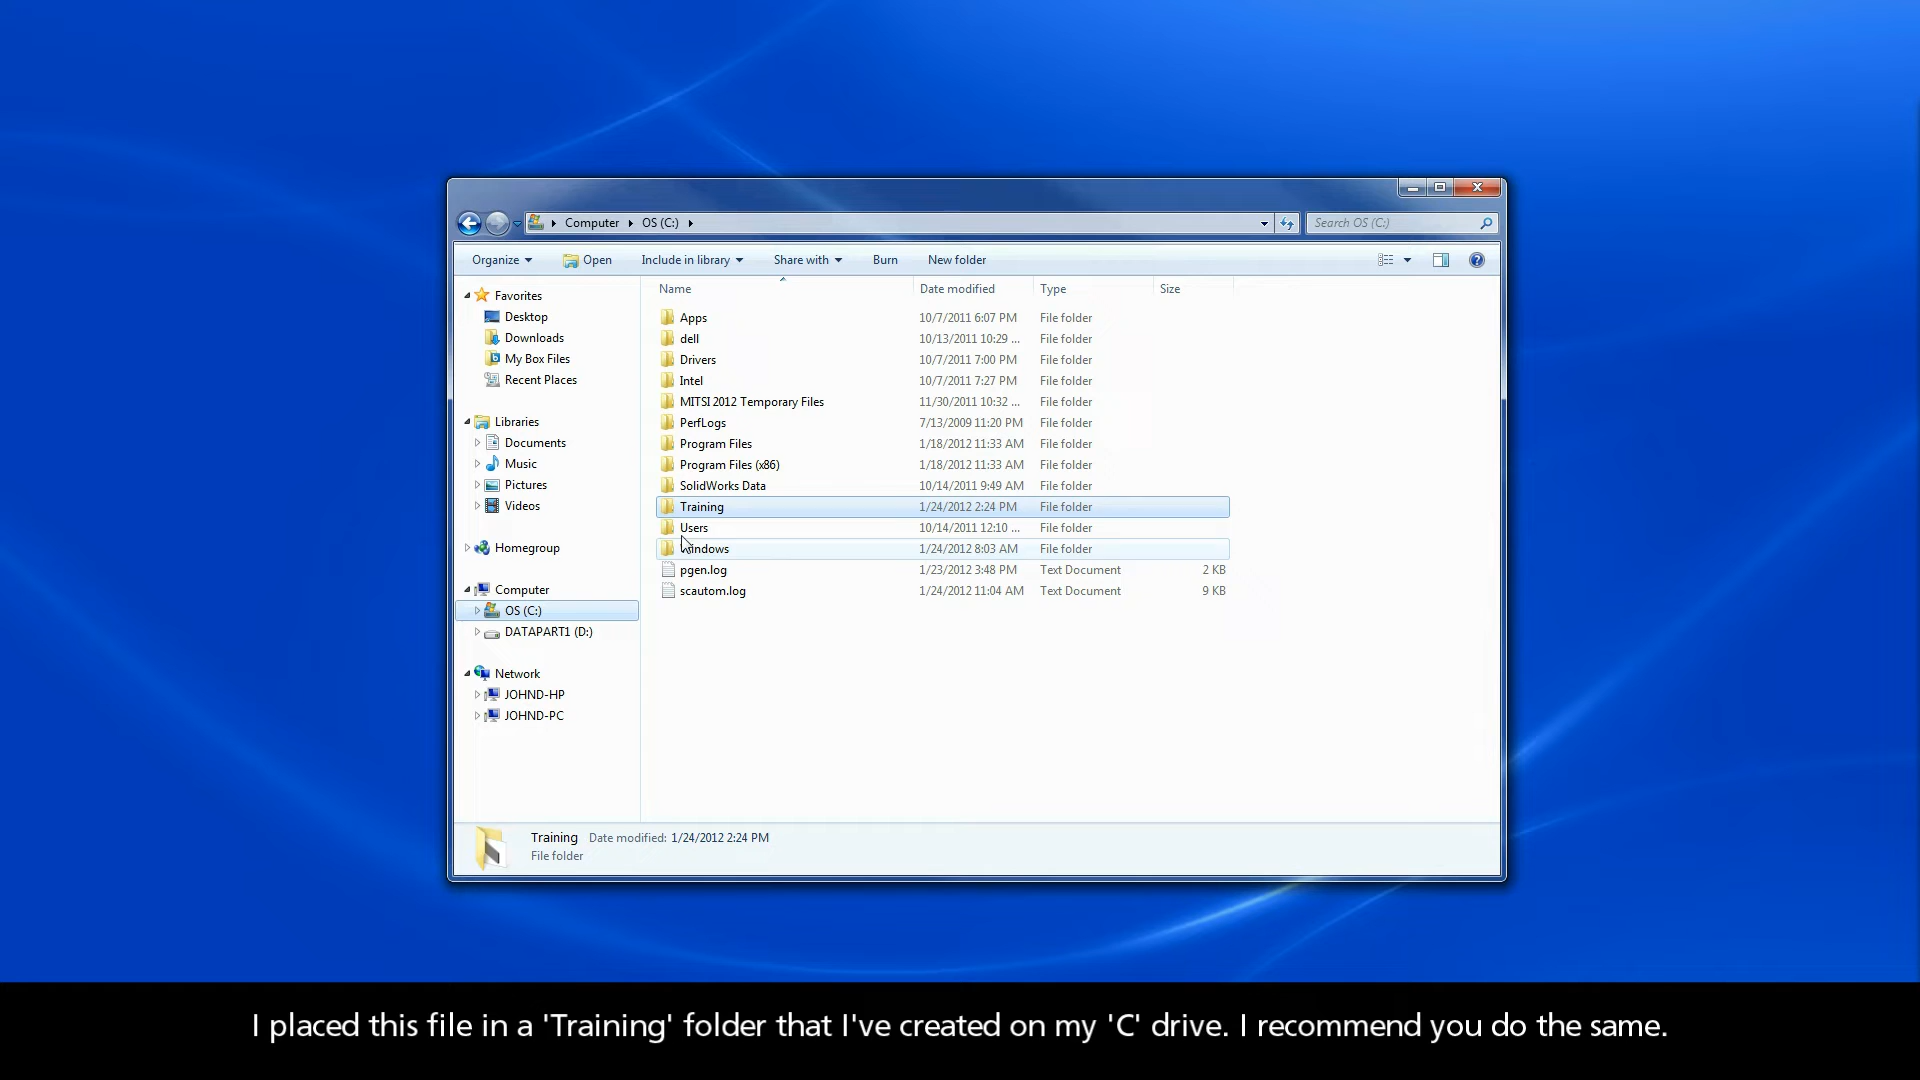 Computer OS (C:)
Search OS (C:)
Organize Open Include in library Share with Burn New folder
Name Date modified Type Size
Favorites
Desktop
Downloads
My Box Files
Recent Places
Libraries
Documents
Music
Pictures
Videos
Homegroup
Computer
OS (C:)
DATAPART1 (D:)
Network
JOHND-HP
JOHND-PC
Apps 10/7/2011 6:07 PM File folder
dell 10/13/2011 10:29 ... File folder
Drivers 10/7/2011 7:00 PM File folder
Intel 10/7/2011 7:27 PM File folder
MITSI 2012 Temporary Files 11/30/2011 10:32 ... File folder
PerfLogs 7/13/2009 11:20 PM File folder
Program Files 1/18/2012 11:33 AM File folder
Program Files (x86) 1/18/2012 11:33 AM File folder
SolidWorks Data 10/14/2011 9:49 AM File folder
Training 1/24/2012 2:24 PM File folder
Users 10/14/2011 12:10 ... File folder
Windows 1/24/2012 8:03 AM File folder
pgen.log 1/23/2012 3:48 PM Text Document 2 KB
scautom.log 1/24/2012 11:04 AM Text Document 9 KB
Training Date modified: 1/24/2012 2:24 PM
File folder
I placed this file in a 'Training' folder that I've created on my 'C' drive. I recommend you do the same.